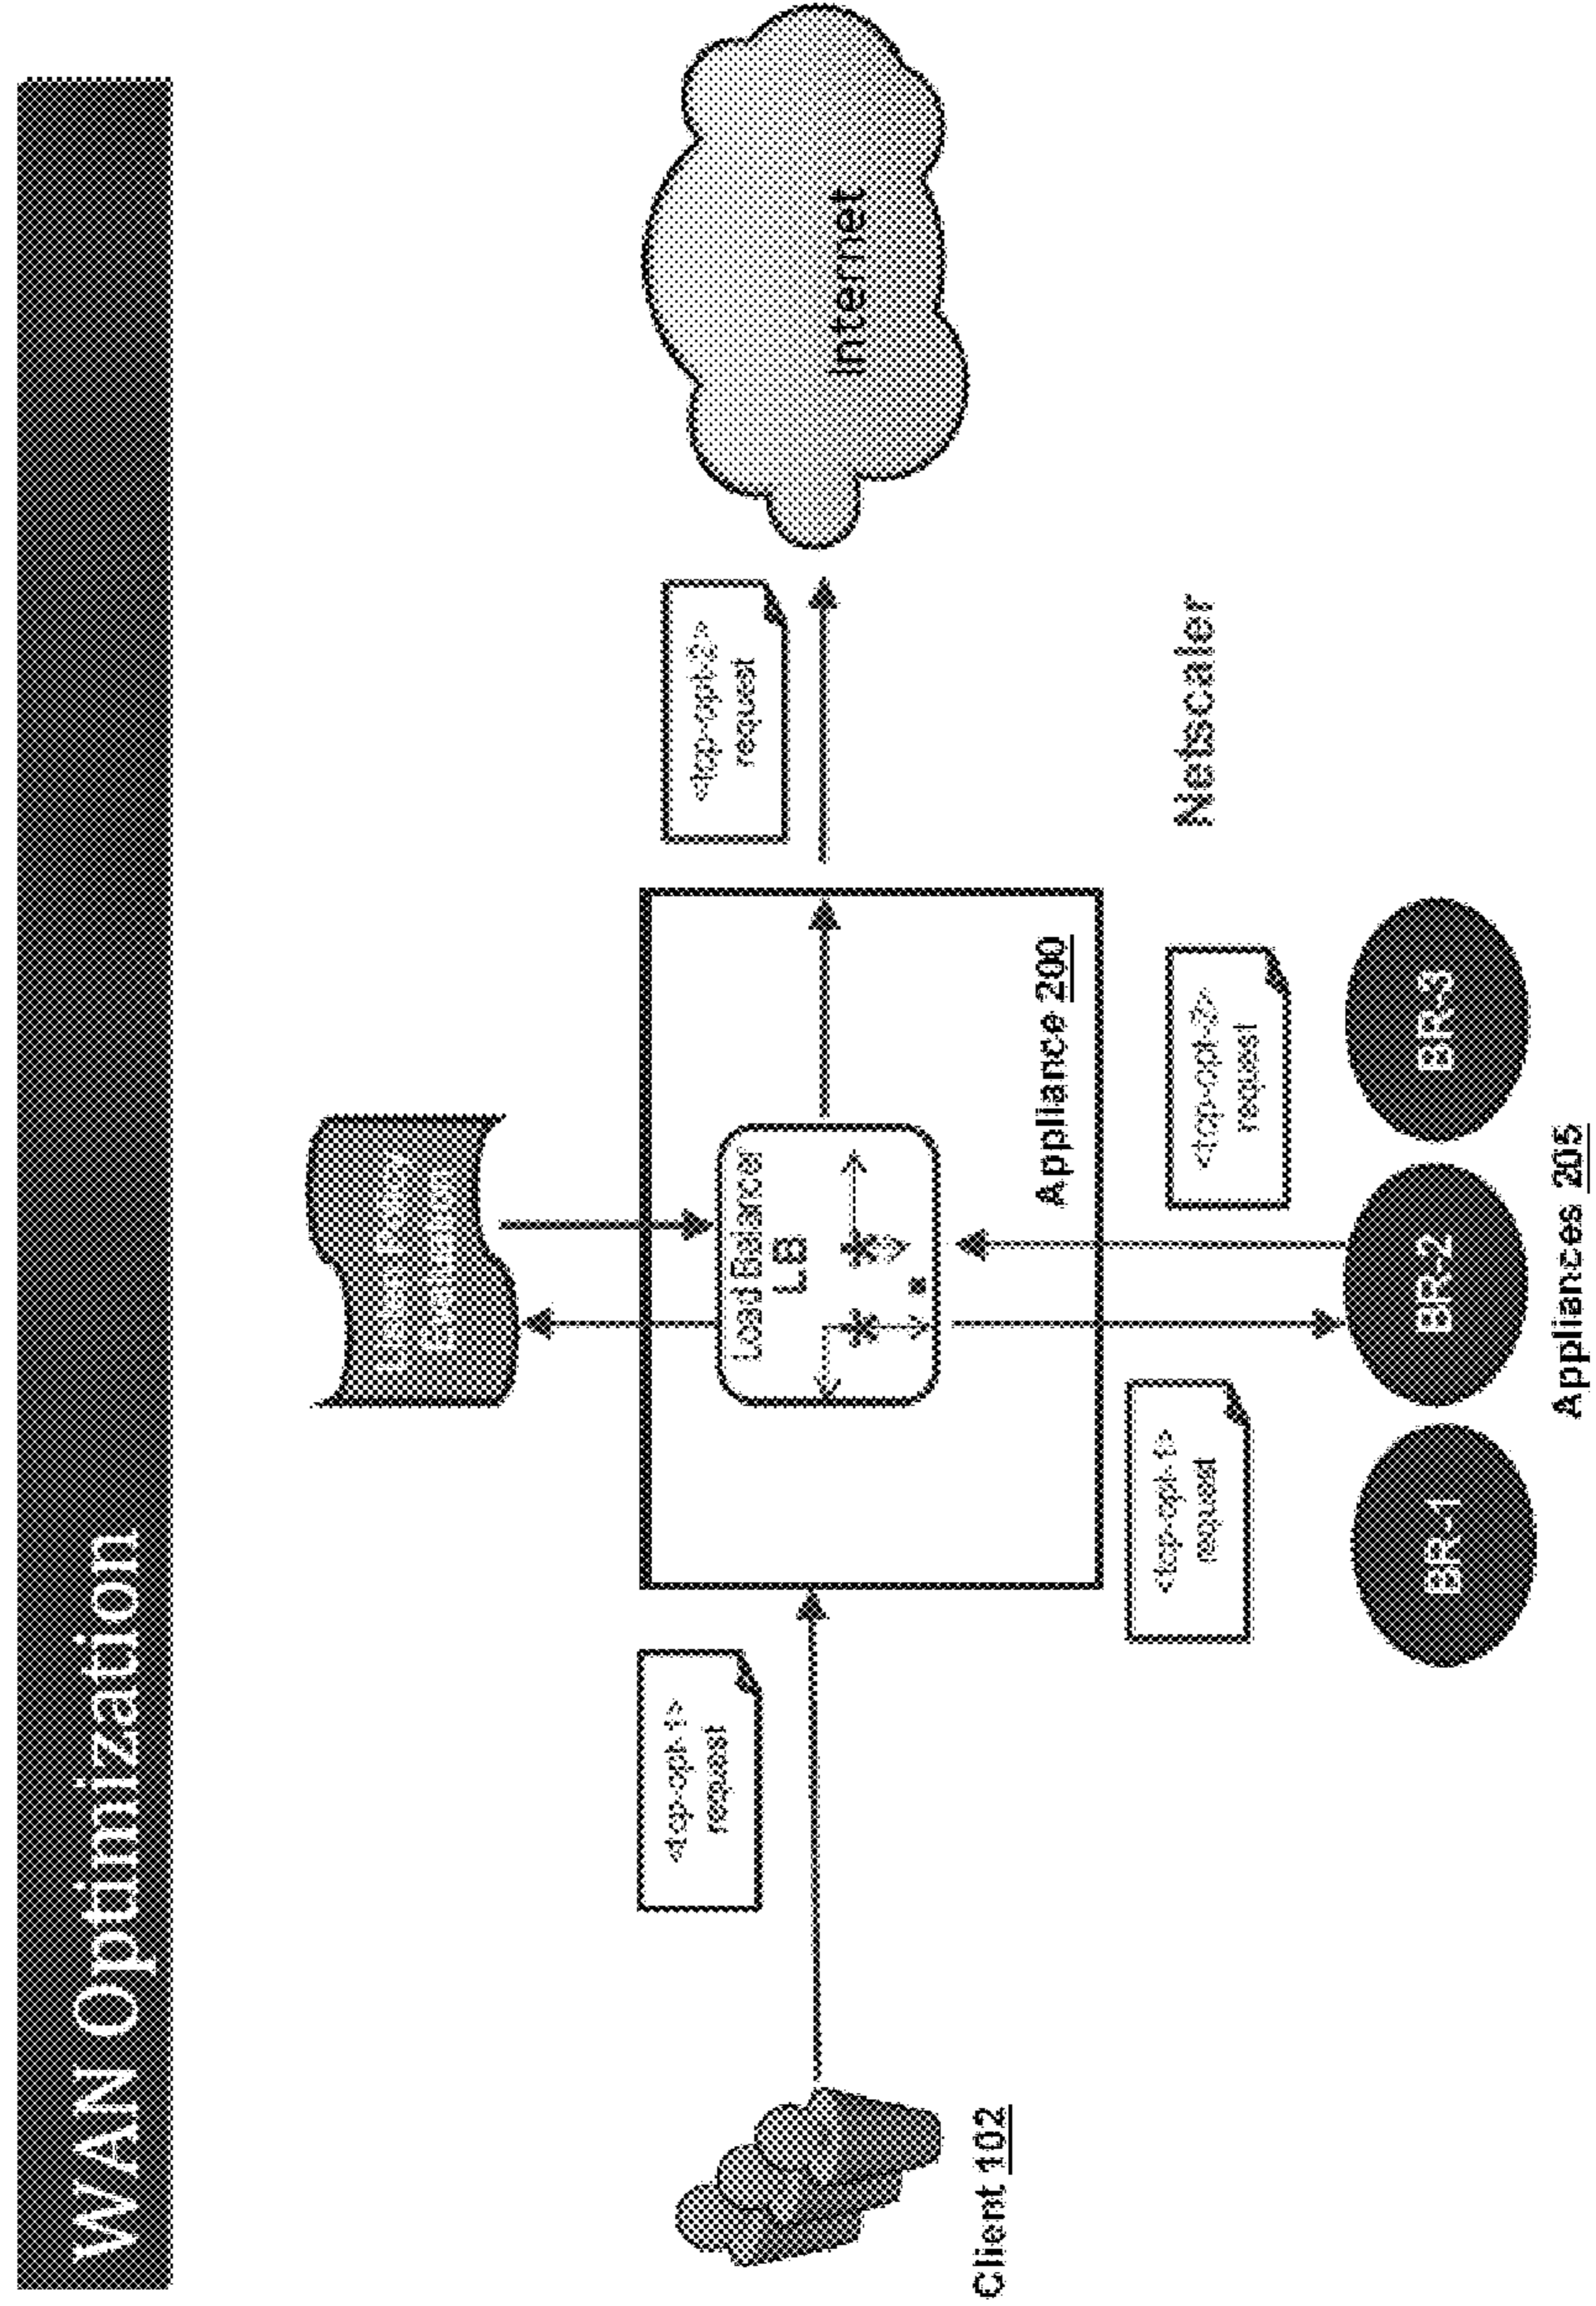 WAN Optimization
Load Balancer
LB
<tcp-opt-1>
request
<tcp-opt-2>
request
Internet
Appliance 200
Client 102
<tcp-opt-1>
request
<tcp-opt-2>
request
Netscaler
BR-1
BR-2
BR-3
Appliances 205